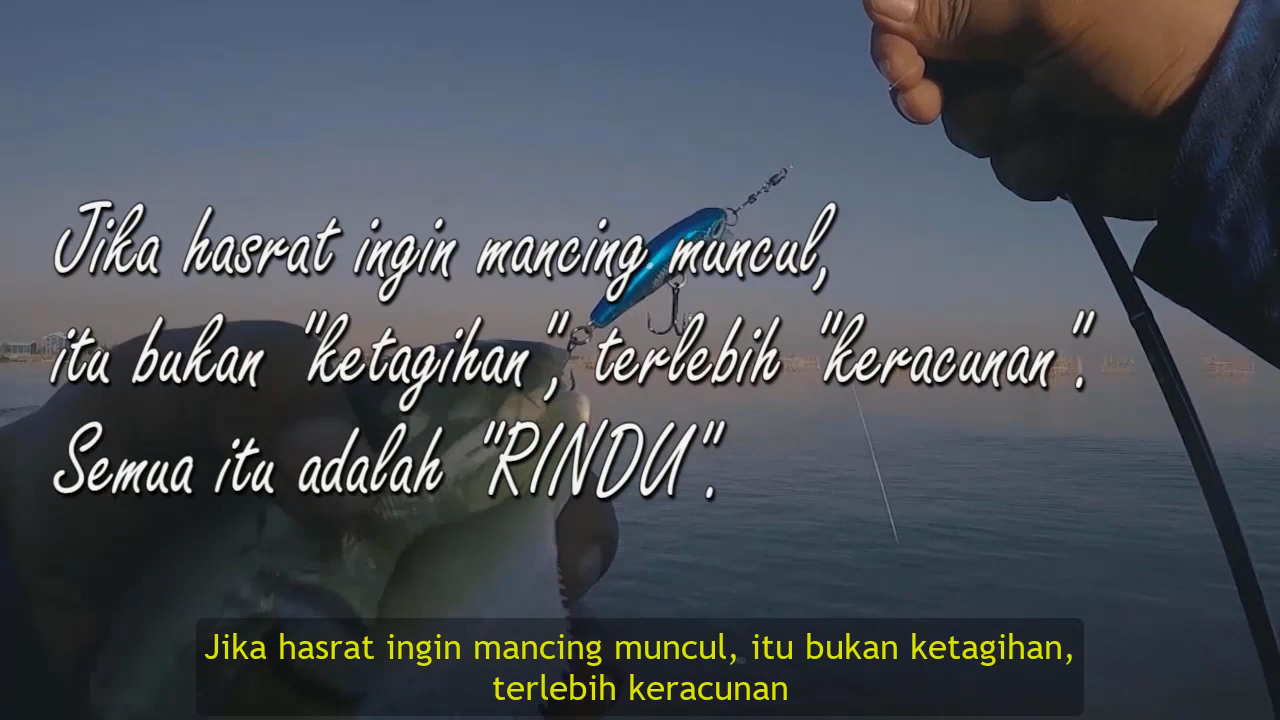 Jika hasrat ingin mancing muncul,
itu bukan "ketagihan", terlebih "keracunan".
Semua itu adalah "RINDU".
Jika hasrat ingin mancing muncul, itu bukan ketagihan,
terlebih keracunan